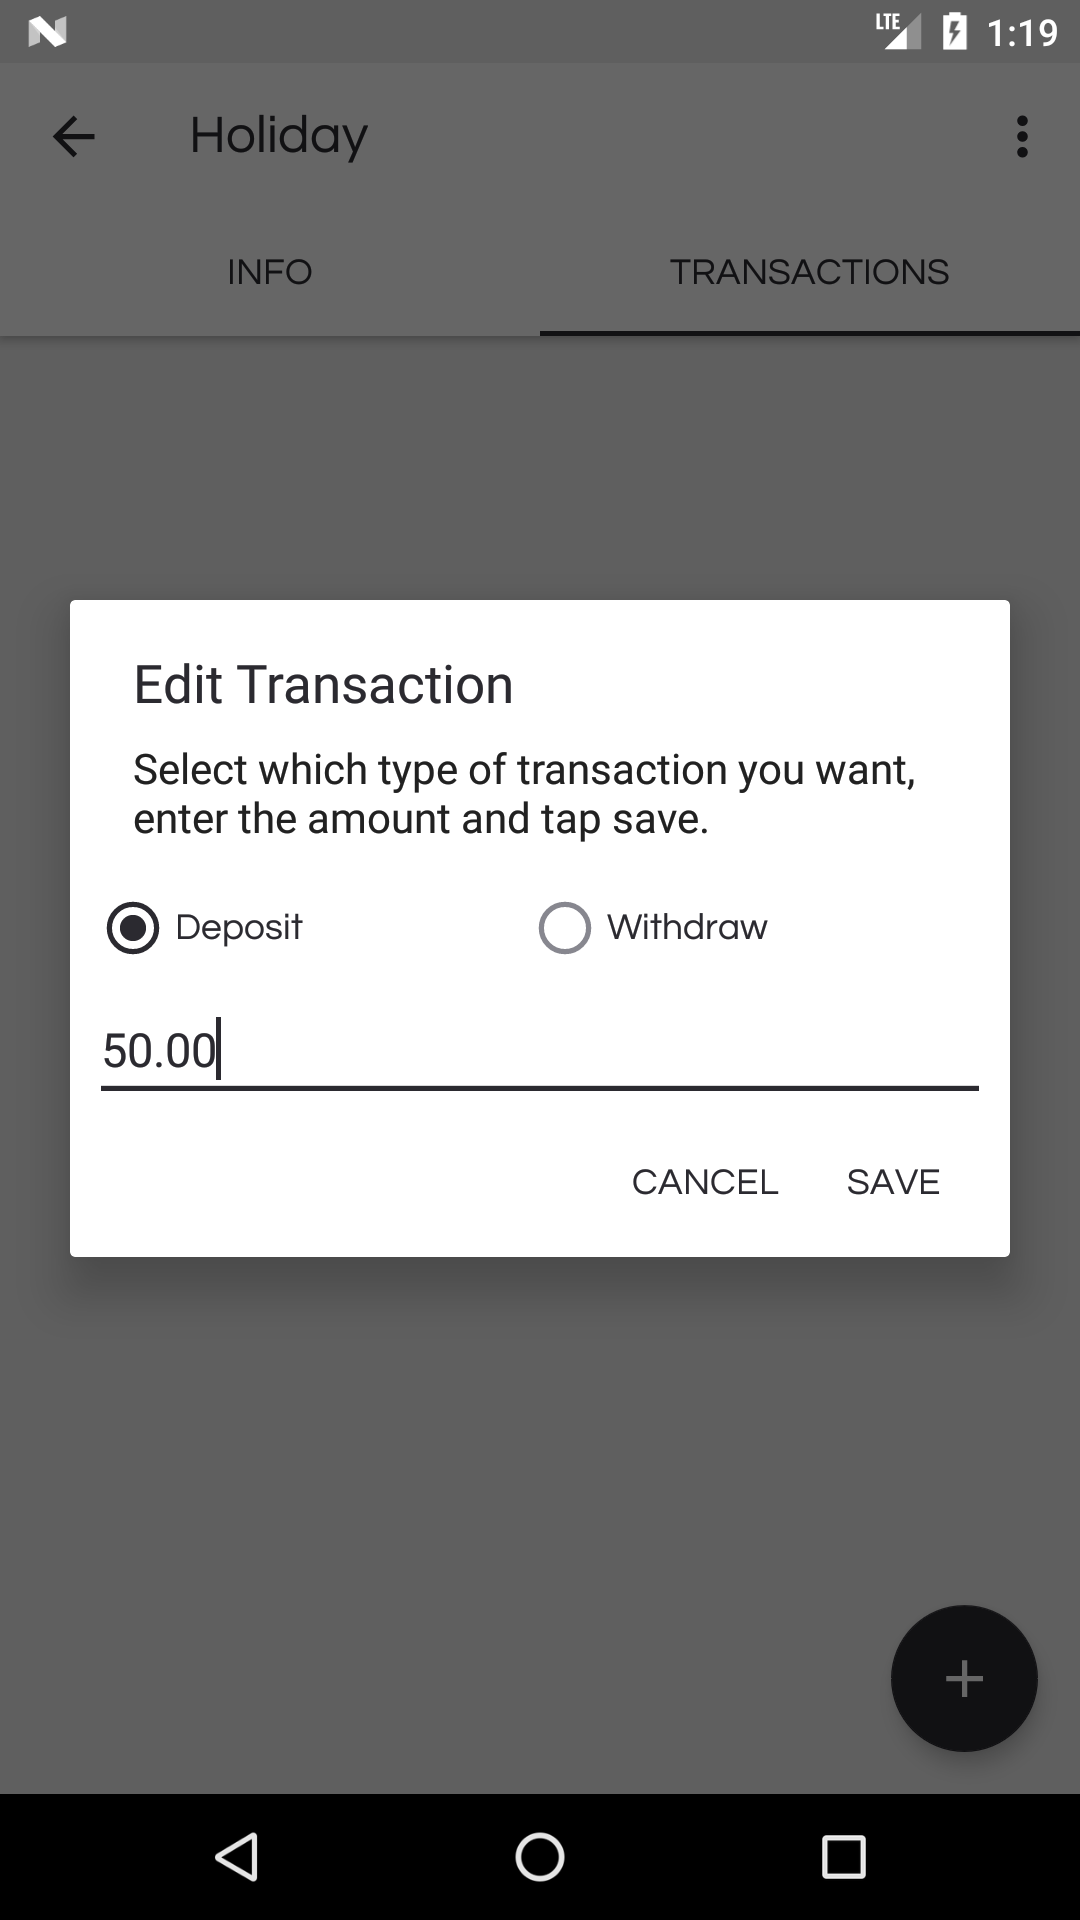 LTE 1:19
Holiday
INFO TRANSACTIONS
Edit Transaction
Select which type of transaction you want,
enter the amount and tap save.
Deposit Withdraw
50.00
CANCEL SAVE